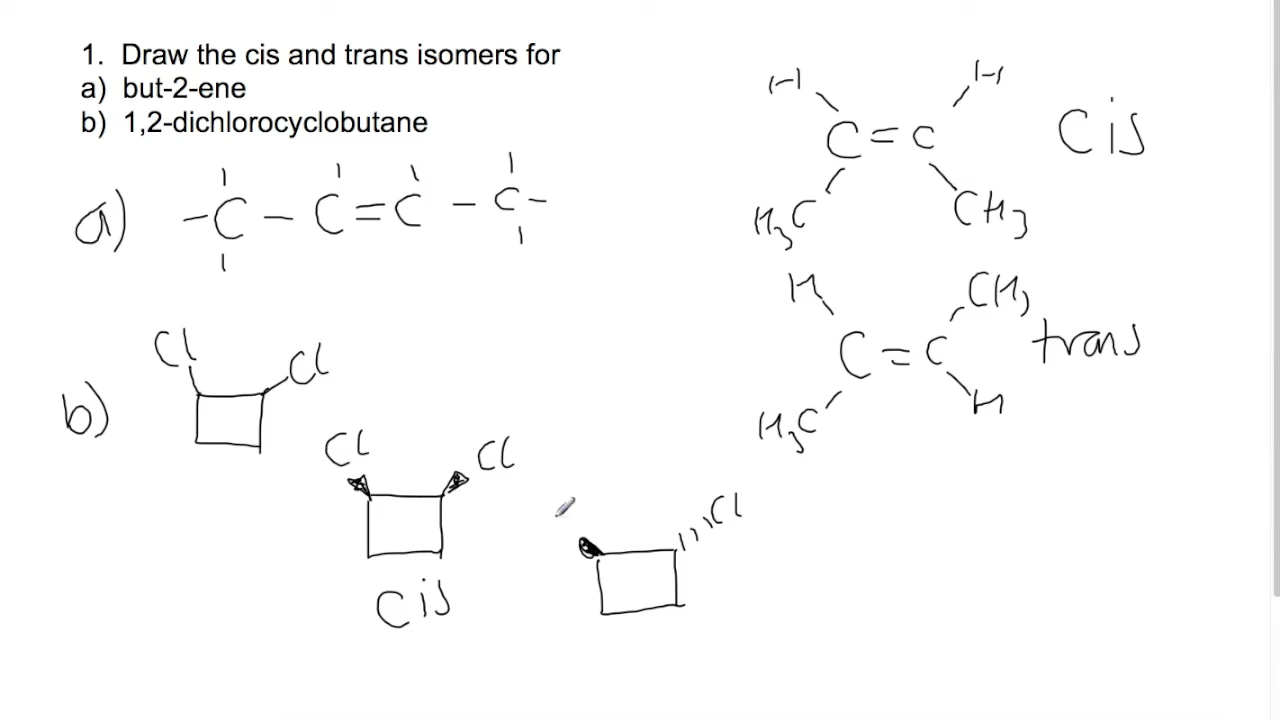 1. Draw the cis and trans isomers for
a) but-2-ene
b) 1,2-dichlorocyclobutane
H H
C = C cis
H3C CH3
a) - C - C = C - C -
H CH3
C = C trans
H3C H
b) Cl Cl
Cl Cl
cis
Cl